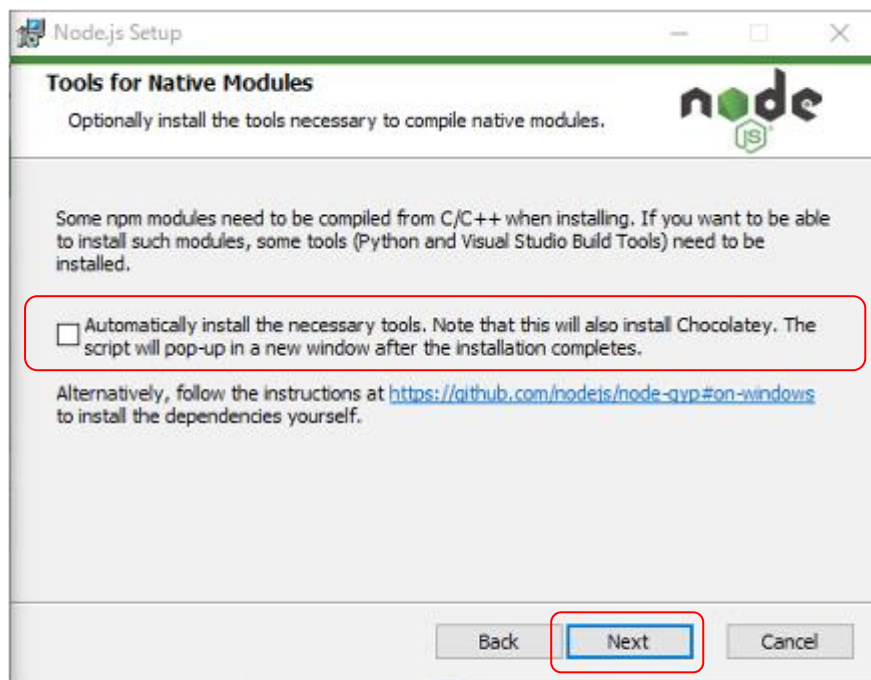 Node.js Setup
Tools for Native Modules
Optionally install the tools necessary to compile native modules.
node
JS
Some npm modules need to be compiled from C/C++ when installing. If you want to be able
to install such modules, some tools (Python and Visual Studio Build Tools) need to be
installed.
Automatically install the necessary tools. Note that this will also install Chocolatey. The
script will pop-up in a new window after the installation completes.
Alternatively, follow the instructions at https://github.com/nodejs/node-gyp#on-windows
to install the dependencies yourself.
Back Next Cancel